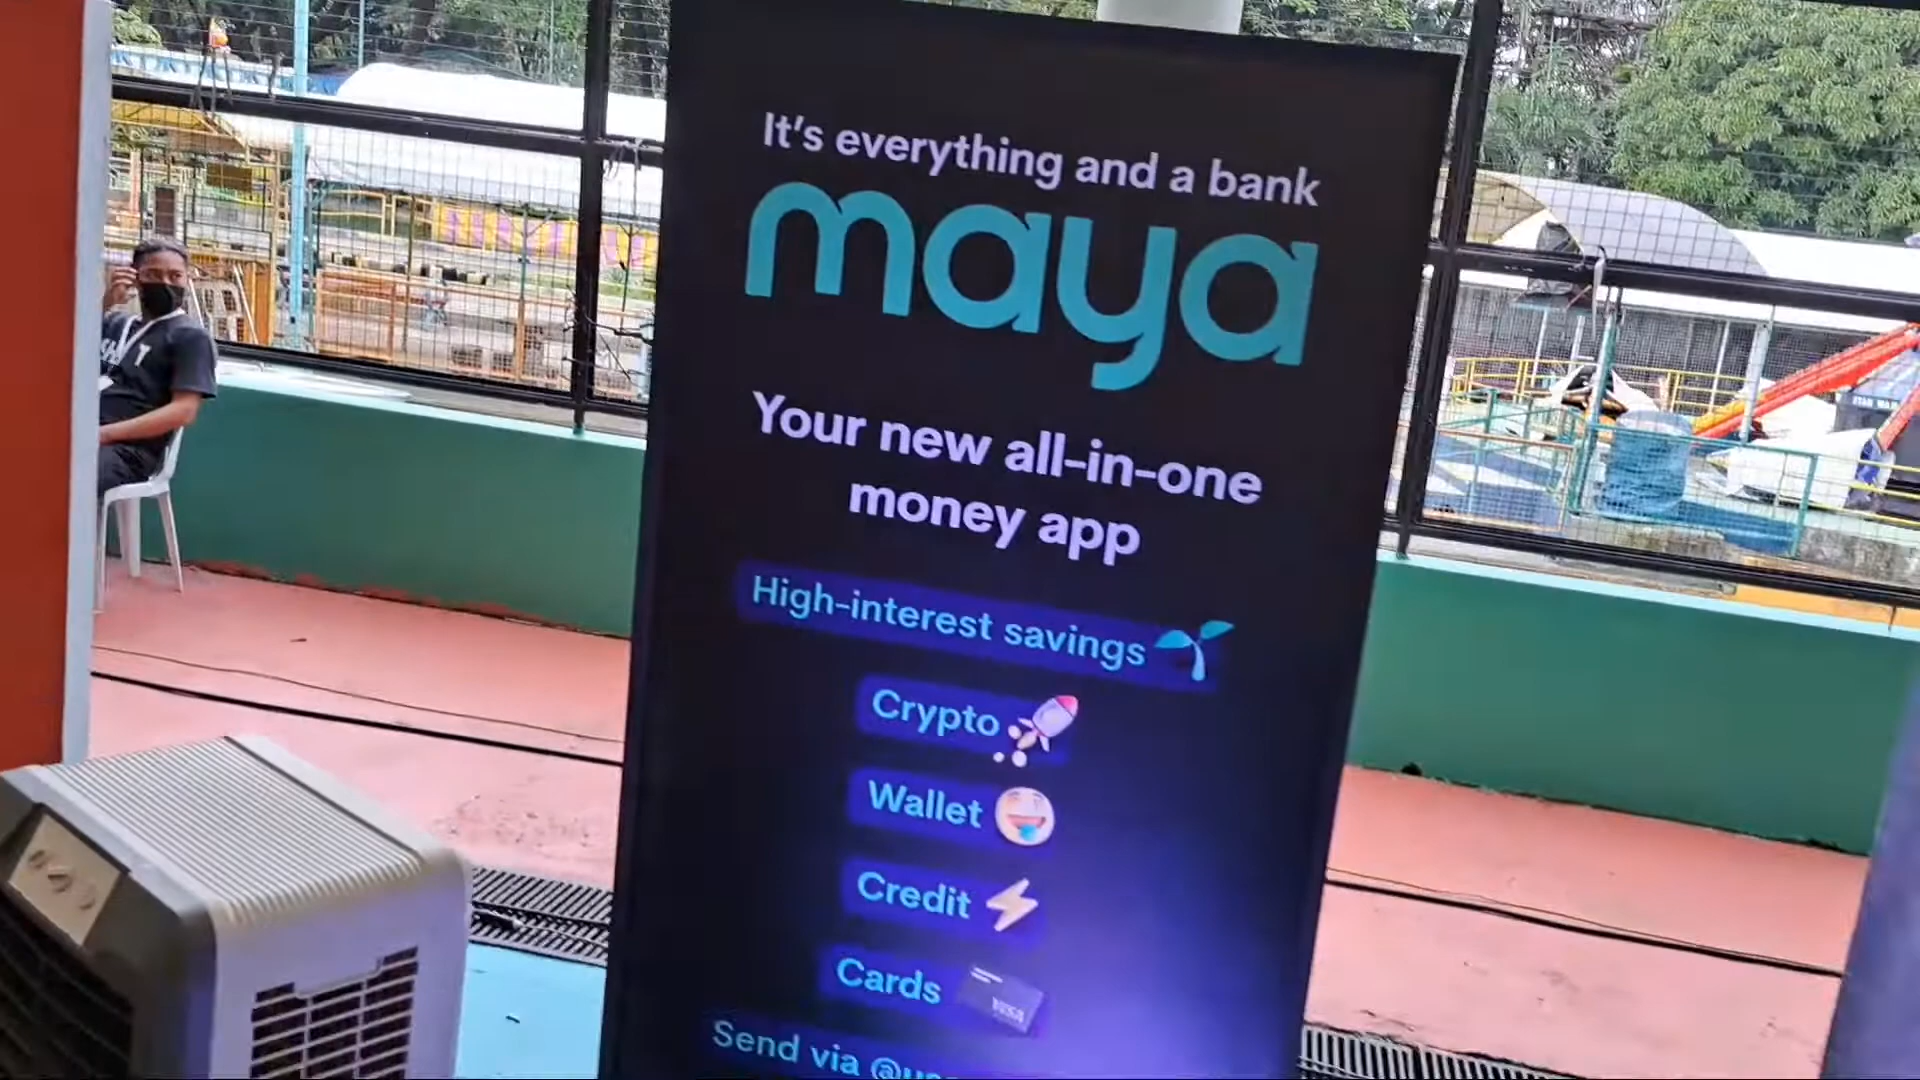 It's everything and a bank
maya
Your new all-in-one
money app
High-interest savings
Crypto
Wallet
Credit
Cards
VISA
Send via